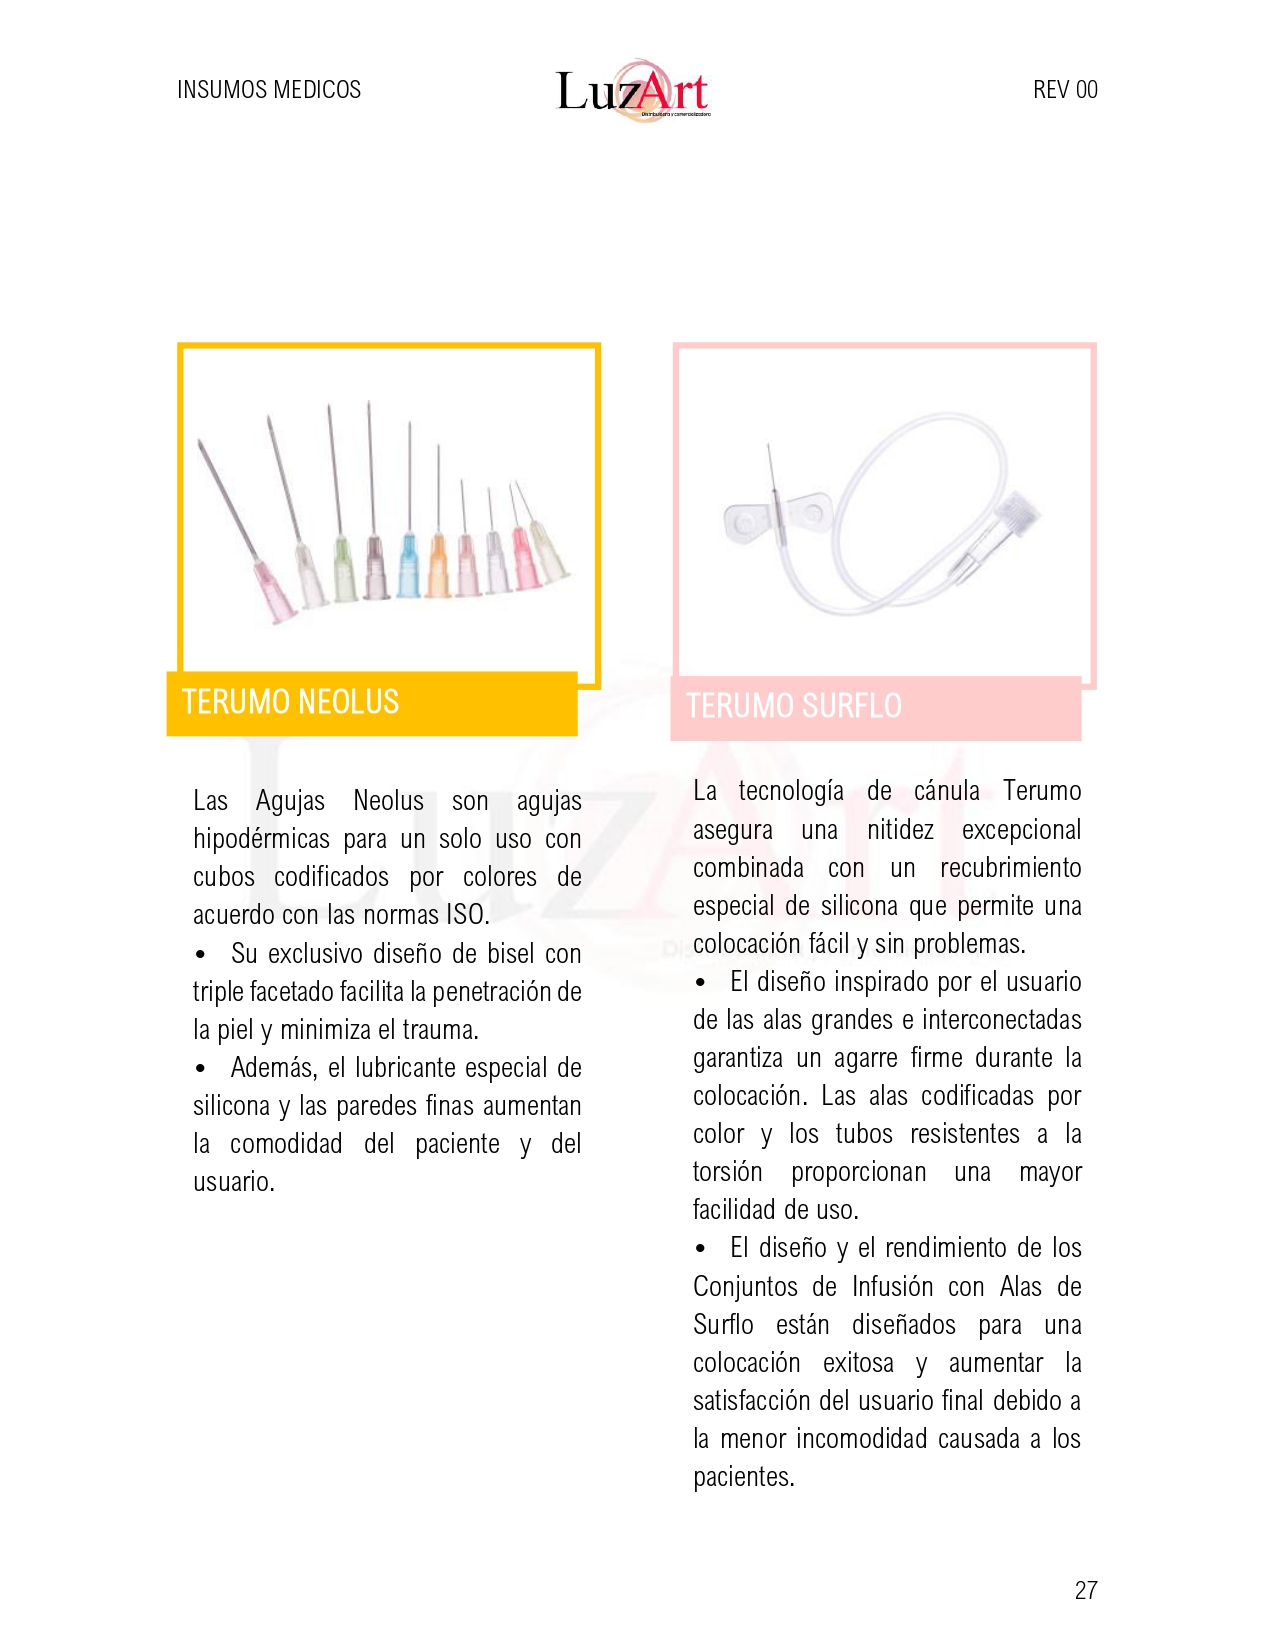 INSUMOS MEDICOS
LuzArt
Distribuidora y comercializadora
REV 00
TERUMO NEOLUS
Las Agujas Neolus son agujas
hipodérmicas para un solo uso con
cubos codificados por colores de
acuerdo con las normas ISO.
• Su exclusivo diseño de bisel con
triple facetado facilita la penetración de
la piel y minimiza el trauma.
• Además, el lubricante especial de
silicona y las paredes finas aumentan
la comodidad del paciente y del
usuario.
TERUMO SURFLO
La tecnología de cánula Terumo
asegura una nitidez excepcional
combinada con un recubrimiento
especial de silicona que permite una
colocación fácil y sin problemas.
• El diseño inspirado por el usuario
de las alas grandes e interconectadas
garantiza un agarre firme durante la
colocación. Las alas codificadas por
color y los tubos resistentes a la
torsión proporcionan una mayor
facilidad de uso.
• El diseño y el rendimiento de los
Conjuntos de Infusión con Alas de
Surflo están diseñados para una
colocación exitosa y aumentar la
satisfacción del usuario final debido a
la menor incomodidad causada a los
pacientes.
LuzArt
27